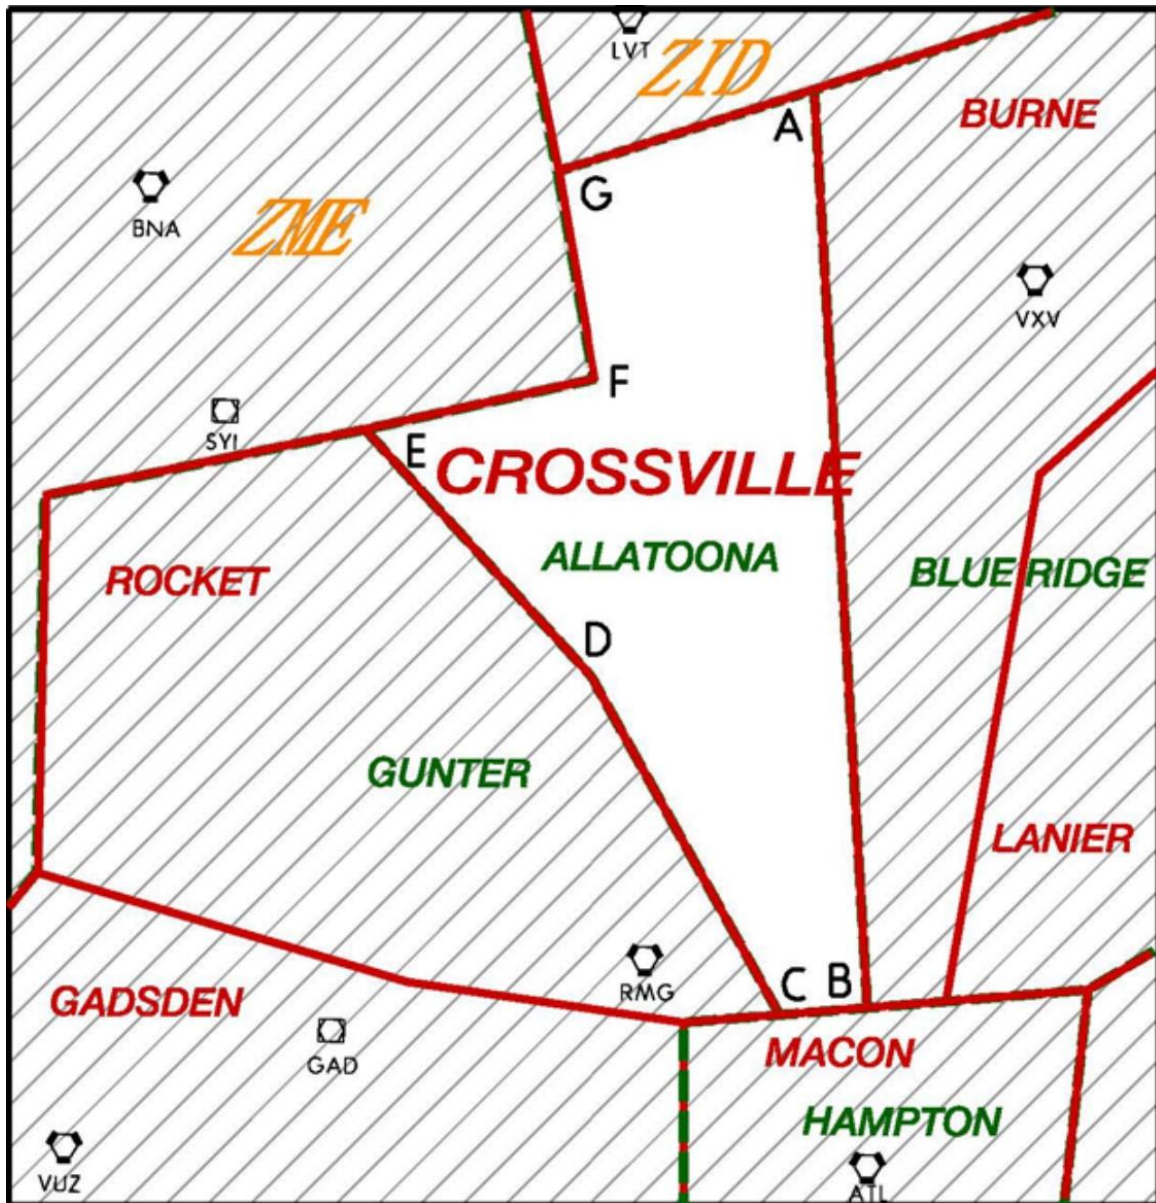 LVT
ZID
A
BURNE
G
BNA
ZME
VXV
F
SYI
E
CROSSVILLE
ALLATOONA
ROCKET
BLUE RIDGE
D
GUNTER
LANIER
C
B
RMG
GADSDEN
GAD
MACON
HAMPTON
VUZ
ATL